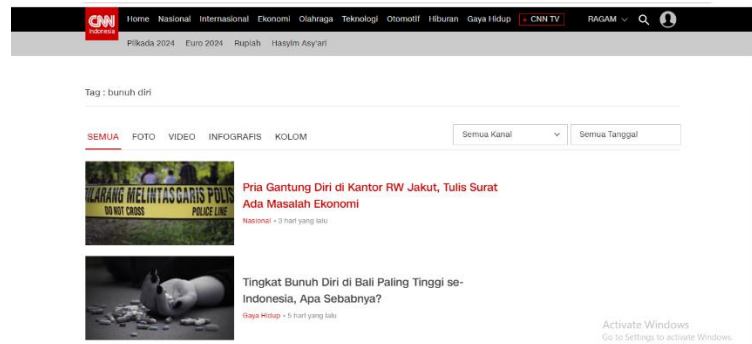 CNN Indonesia Home Nasional Internasional Ekonomi Olahraga Teknologi Otomotif Hiburan Gaya Hidup CNN TV RAGAM
Pilkada 2024 Euro 2024 Rupiah Hasyim Asy'ari
Tag : bunuh diri
SEMUA FOTO VIDEO INFOGRAFIS KOLOM Semua Kanal Semua Tanggal
DILARANG MELINTAS GARIS POLIS
DO NOT CROSS POLICE LINE
Pria Gantung Diri di Kantor RW Jakut, Tulis Surat
Ada Masalah Ekonomi
Nasional • 3 hari yang lalu
Tingkat Bunuh Diri di Bali Paling Tinggi se-
Indonesia, Apa Sebabnya?
Gaya Hidup • 5 hari yang lalu
Activate Windows
Go to Settings to activate Windows.